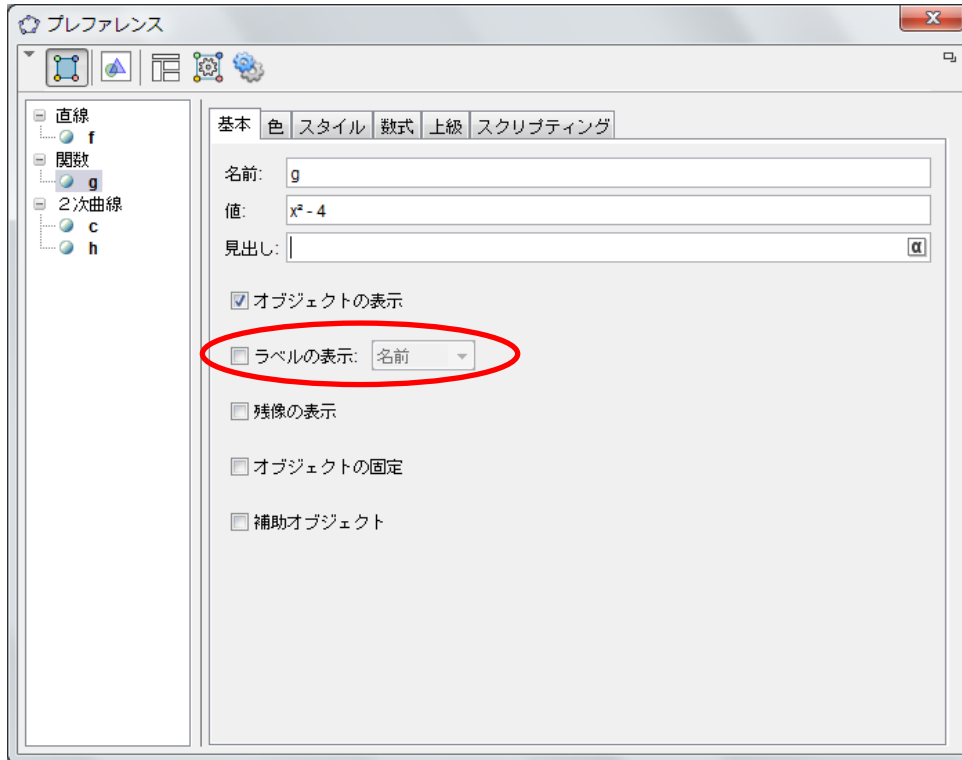 プレファレンス
直線
f
関数
g
２次曲線
c
h
基本 色 スタイル 数式 上級 スクリプティング
名前: g
値: x² - 4
見出し: α
オブジェクトの表示
ラベルの表示: 名前
残像の表示
オブジェクトの固定
補助オブジェクト